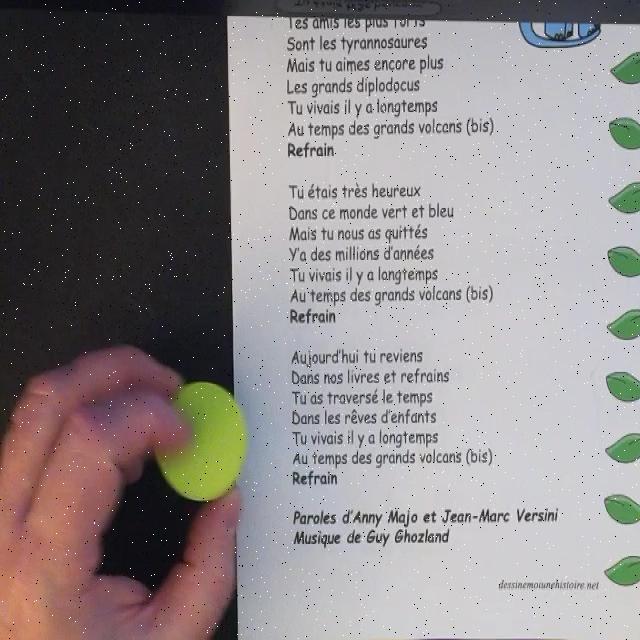 Tes amis les plus forts
Sont les tyrannosaures
Mais tu aimes encore plus
Les grands diplodocus
Tu vivais il y a longtemps
Au temps des grands volcans (bis)
Refrain

Tu étais très heureux
Dans ce monde vert et bleu
Mais tu nous as quittés
Y'a des millions d'années
Tu vivais il y a longtemps
Au temps des grands volcans (bis)
Refrain

Aujourd'hui tu reviens
Dans nos livres et refrains
Tu as traversé le temps
Dans les rêves d'enfants
Tu vivais il y a longtemps
Au temps des grands volcans (bis)
Refrain

Paroles d'Anny Majo et Jean-Marc Versini
Musique de Guy Ghozland
dessinemoiunehistoire.net